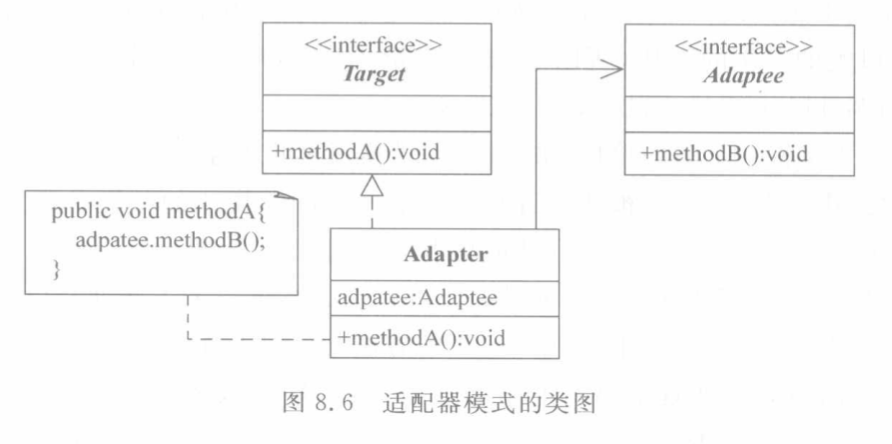 <<interface>>
Target
+methodA():void
<<interface>>
Adaptee
+methodB():void
public void methodA{
adpatee.methodB();
}
Adapter
adpatee:Adaptee
+methodA():void
图 8.6 适配器模式的类图